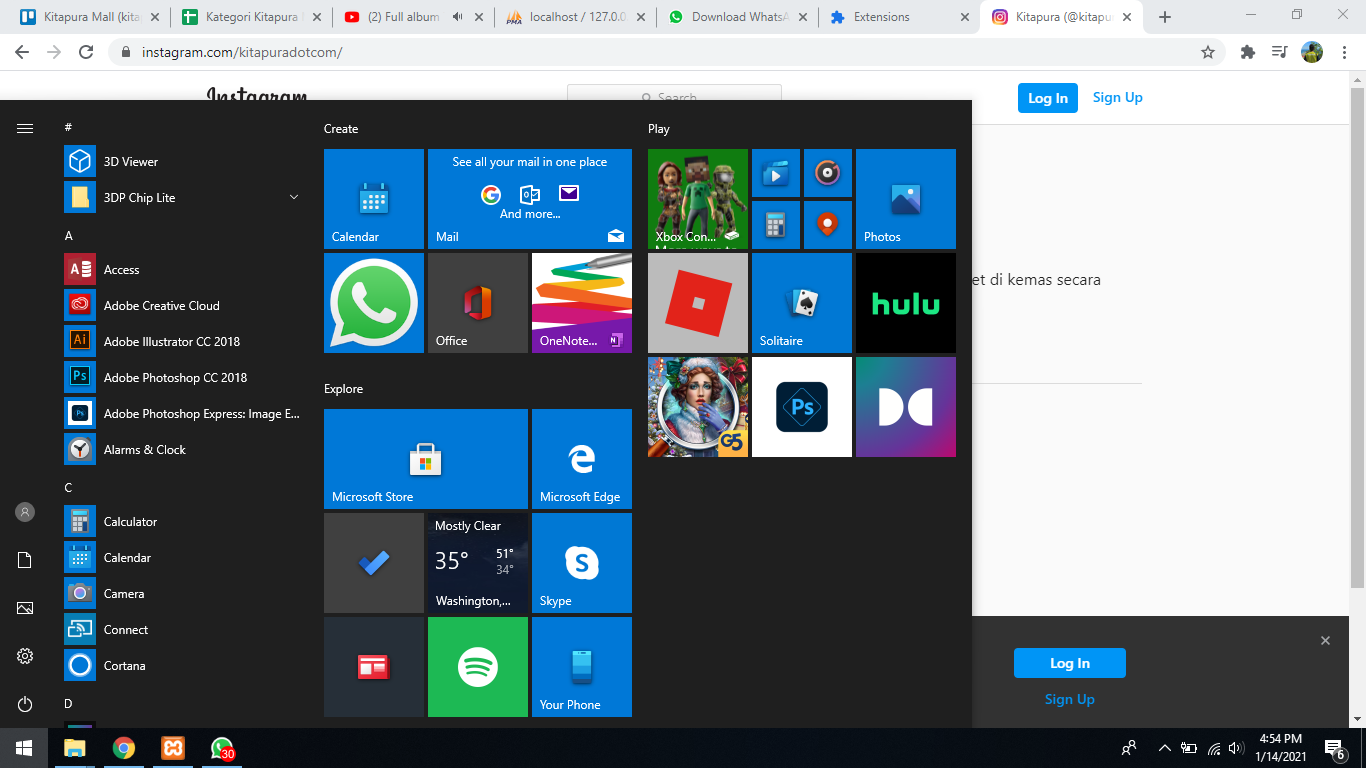 Kitapura Mall (kita
Kategori Kitapura
(2) Full album
localhost / 127.0.0
Download WhatsA
Extensions
Kitapura (@kitapu
instagram.com/kitapuradotcom/
Instagram
Search
Log In
Sign Up
#
3D Viewer
3DP Chip Lite
A
Access
Adobe Creative Cloud
Adobe Illustrator CC 2018
Adobe Photoshop CC 2018
Adobe Photoshop Express: Image E...
Alarms & Clock
C
Calculator
Calendar
Camera
Connect
Cortana
D
Create
See all your mail in one place
And more...
Calendar
Mail
Office
OneNote...
Explore
Microsoft Store
Microsoft Edge
Mostly Clear
35°
51°
34°
Washington,...
Skype
Your Phone
Play
Xbox Con...
Photos
Solitaire
hulu
G5
Ps
et di kemas secara
Log In
Sign Up
30
4:54 PM
1/14/2021
6